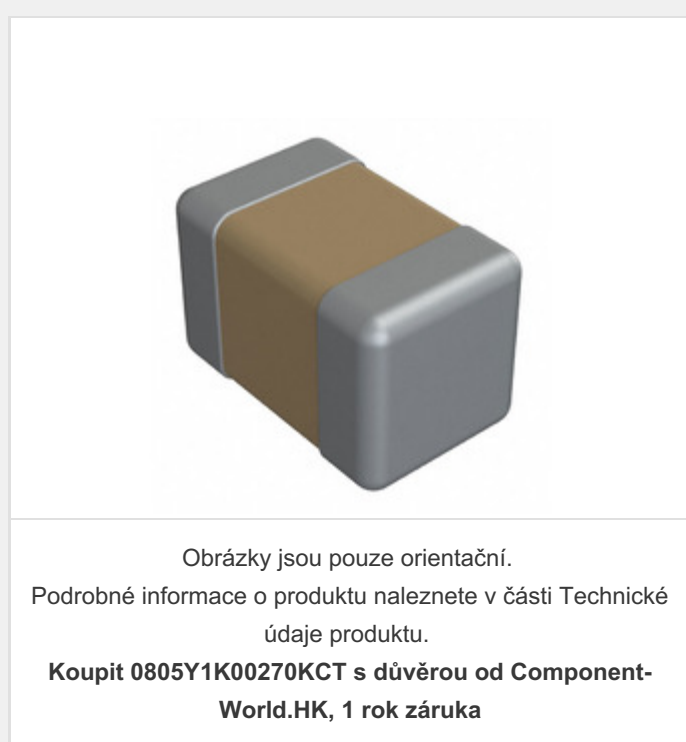 Obrázky jsou pouze orientační.
Podrobné informace o produktu naleznete v části Technické
údaje produktu.
Koupit 0805Y1K00270KCT s důvěrou od Component-
World.HK, 1 rok záruka